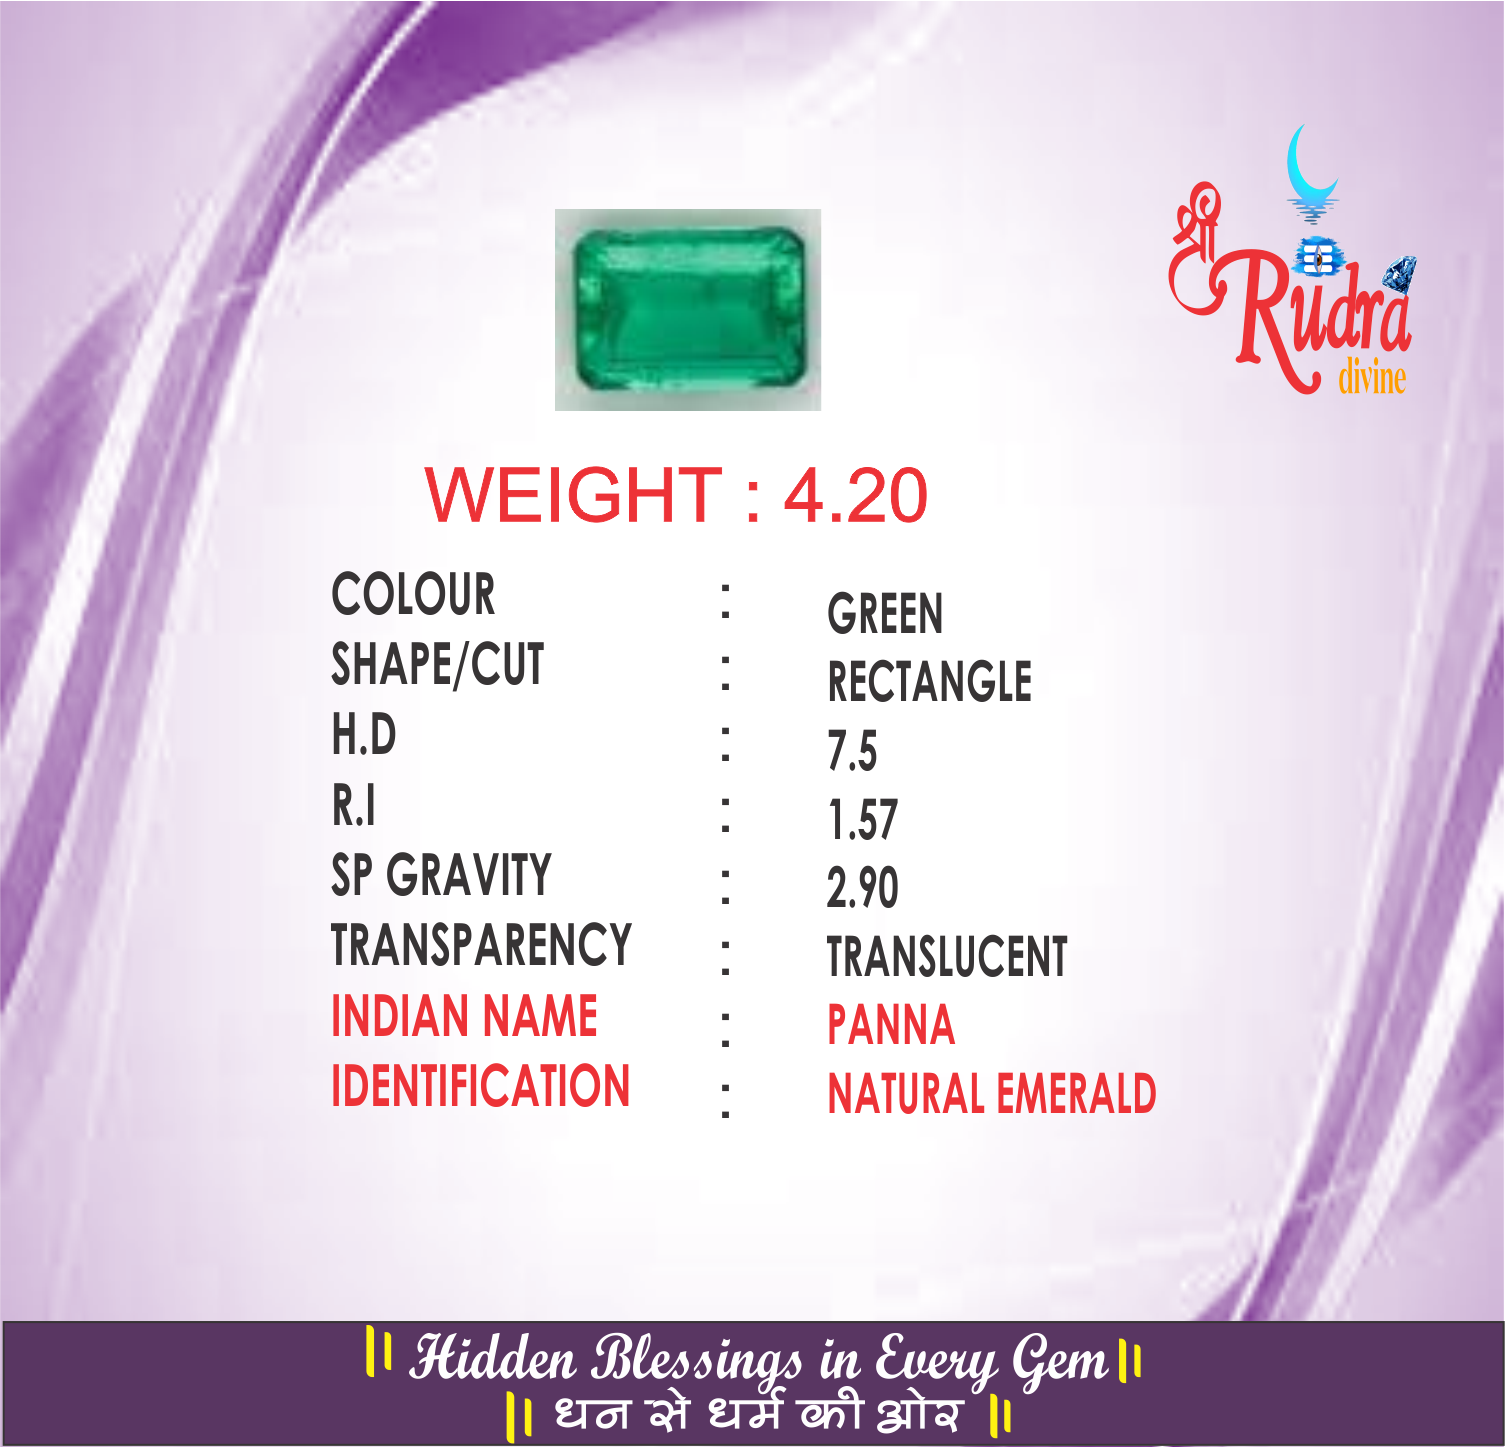 श्री
Rudra
divine
WEIGHT : 4.20
COLOUR : GREEN
SHAPE/CUT : RECTANGLE
H.D : 7.5
R.I : 1.57
SP GRAVITY : 2.90
TRANSPARENCY : TRANSLUCENT
INDIAN NAME : PANNA
IDENTIFICATION : NATURAL EMERALD
|| Hidden Blessings in Every Gem ||
|| धन से धर्म की ओर ||